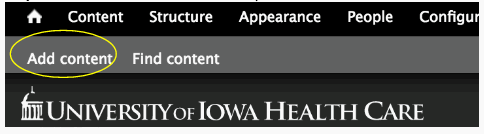 Content Structure Appearance People Configur
Add content Find content
UNIVERSITY OF IOWA HEALTH CARE